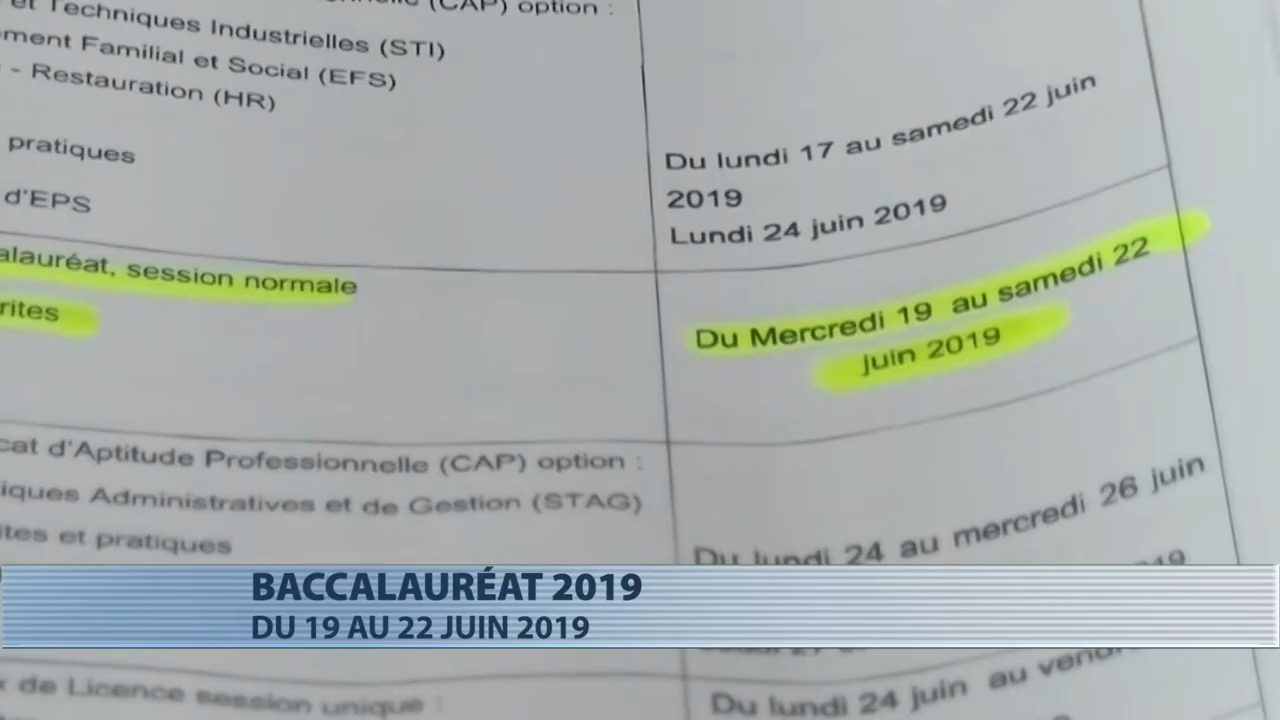 (CAP) option :
et Techniques Industrielles (STI)
ment Familial et Social (EFS)
- Restauration (HR)
pratiques
d'EPS
Du lundi 17 au samedi 22 juin
2019
Lundi 24 juin 2019
alauréat, session normale
rites
Du Mercredi 19 au samedi 22
juin 2019
cat d'Aptitude Professionnelle (CAP) option :
iques Administratives et de Gestion (STAG)
ites et pratiques
Du lundi 24 au mercredi 26 juin
BACCALAURÉAT 2019
DU 19 AU 22 JUIN 2019
de Licence session unique :
Du lundi 24 juin au